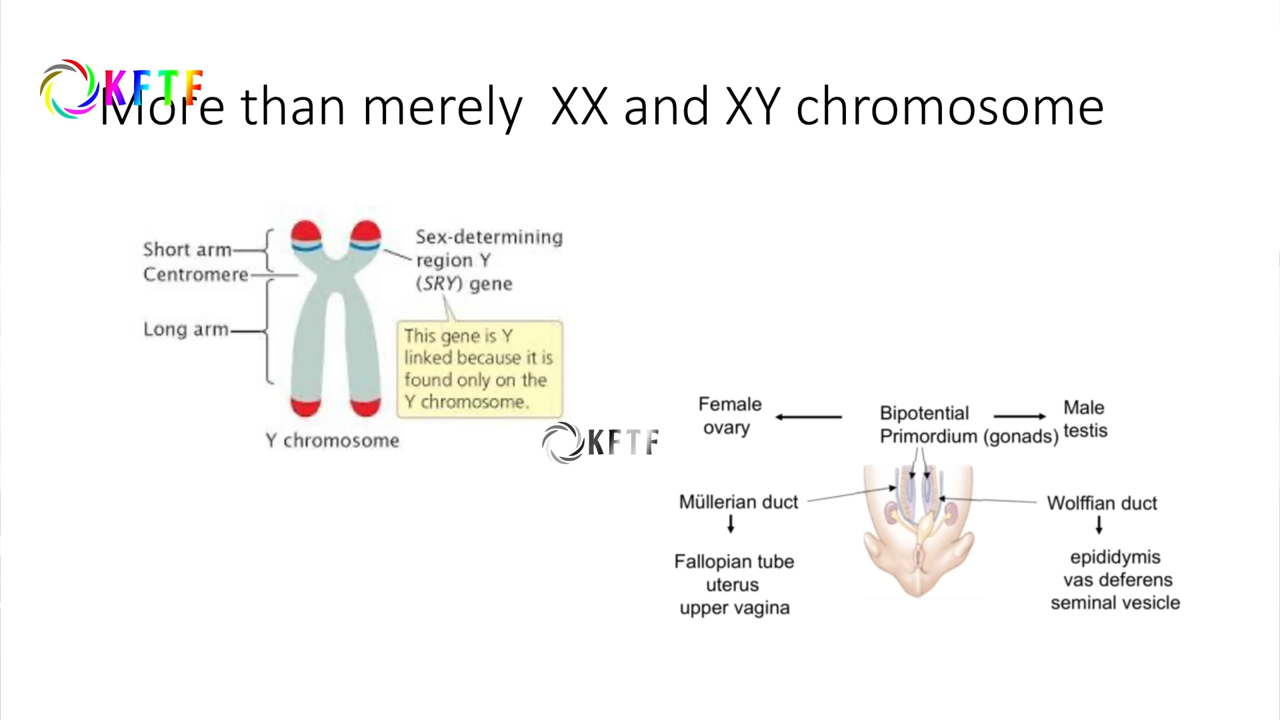 KFTF
More than merely XX and XY chromosome
Short arm
Centromere
Long arm
Sex-determining
region Y
(SRY) gene
This gene is Y
linked because it is
found only on the
Y chromosome.
Y chromosome
KFTF
Female
ovary
Bipotential
Primordium (gonads)
Male
testis
Müllerian duct
Wolffian duct
Fallopian tube
uterus
upper vagina
epididymis
vas deferens
seminal vesicle